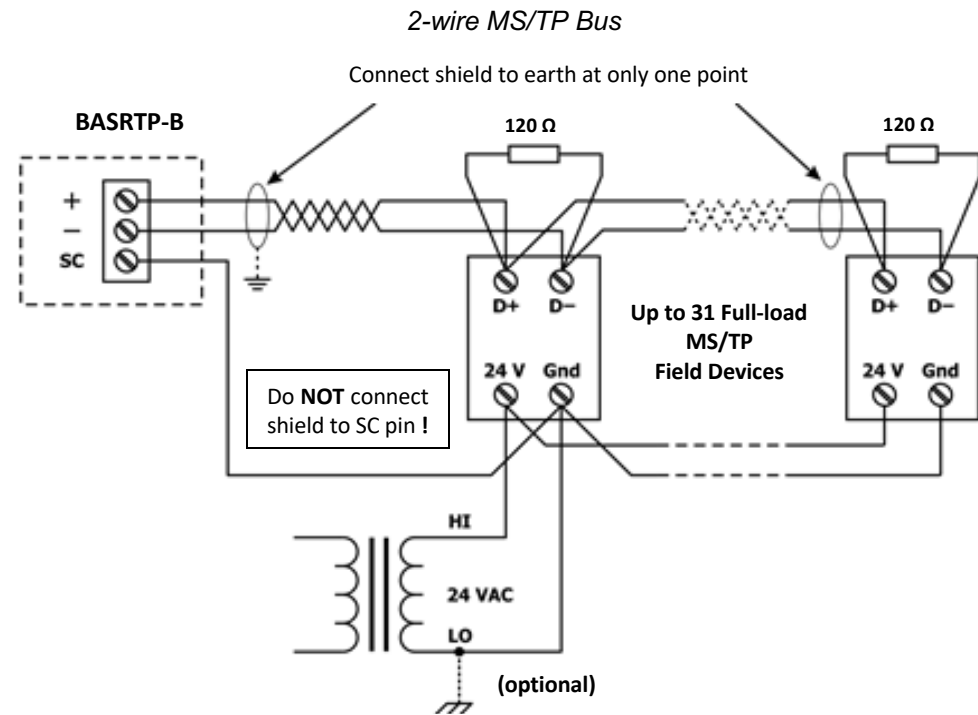 2-wire MS/TP Bus
Connect shield to earth at only one point
BASRTP-B
120 Ω
120 Ω
+
–
SC
D+ D–
D+ D–
Up to 31 Full-load
MS/TP
Field Devices
24 V Gnd
24 V Gnd
Do NOT connect
shield to SC pin !
HI
24 VAC
LO
(optional)